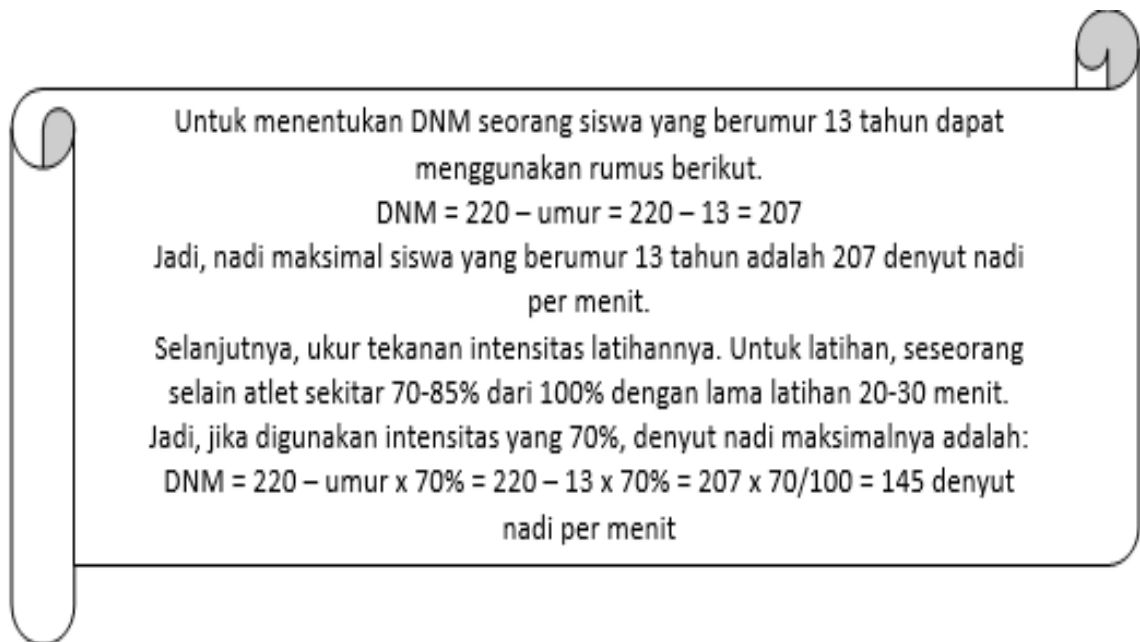 Untuk menentukan DNM seorang siswa yang berumur 13 tahun dapat
menggunakan rumus berikut.
DNM = 220 – umur = 220 – 13 = 207
Jadi, nadi maksimal siswa yang berumur 13 tahun adalah 207 denyut nadi
per menit.
Selanjutnya, ukur tekanan intensitas latihannya. Untuk latihan, seseorang
selain atlet sekitar 70-85% dari 100% dengan lama latihan 20-30 menit.
Jadi, jika digunakan intensitas yang 70%, denyut nadi maksimalnya adalah:
DNM = 220 – umur x 70% = 220 – 13 x 70% = 207 x 70/100 = 145 denyut
nadi per menit